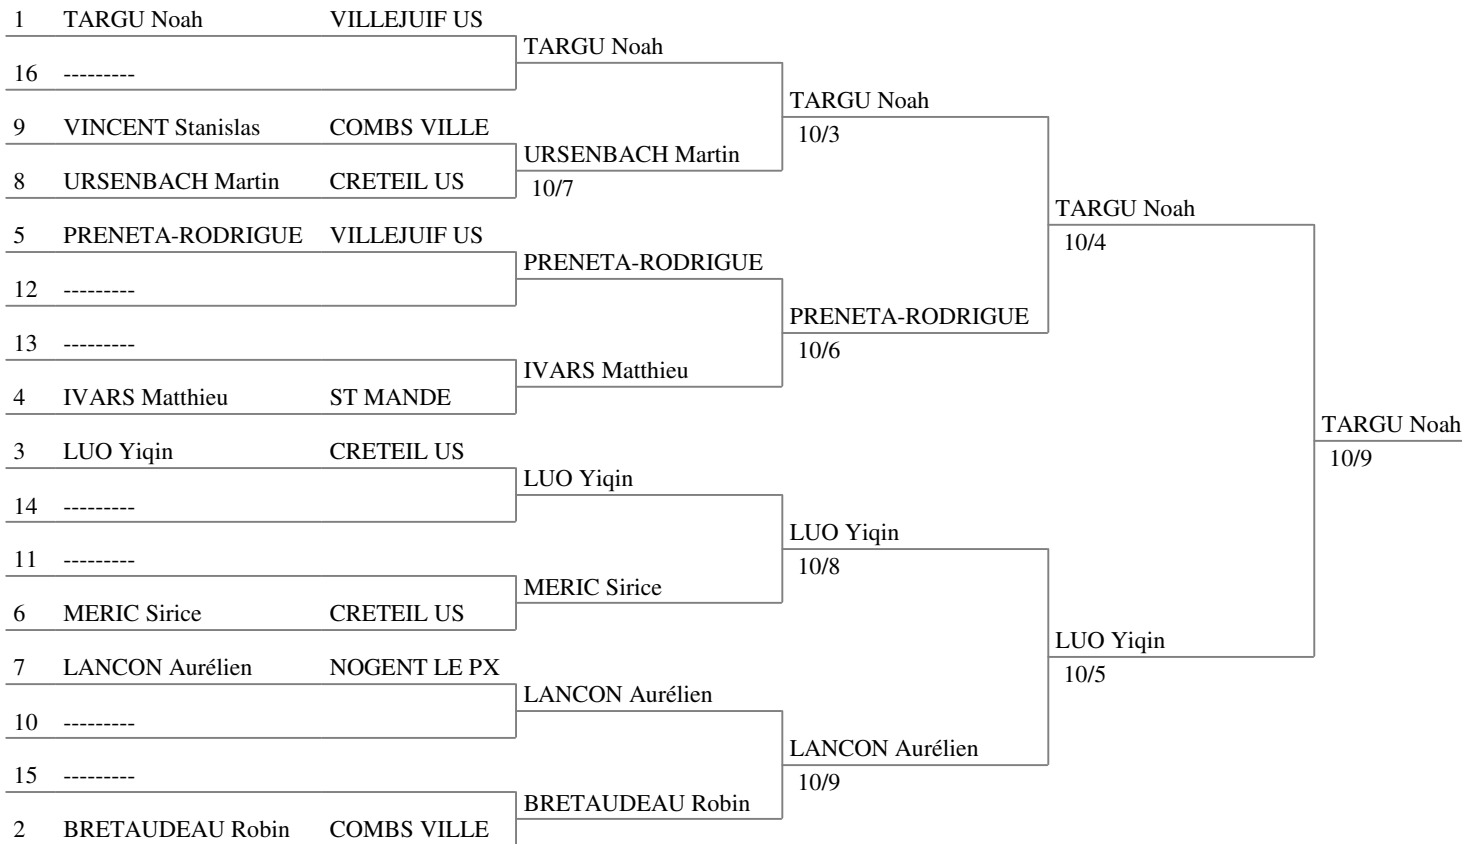 1 TARGU Noah VILLEJUIF US
16 ---------
9 VINCENT Stanislas COMBS VILLE
8 URSENBACH Martin CRETEIL US
5 PRENETA-RODRIGUE VILLEJUIF US
12 ---------
13 ---------
4 IVARS Matthieu ST MANDE
3 LUO Yiqin CRETEIL US
14 ---------
11 ---------
6 MERIC Sirice CRETEIL US
7 LANCON Aurélien NOGENT LE PX
10 ---------
15 ---------
2 BRETAUDEAU Robin COMBS VILLE
TARGU Noah
URSENBACH Martin
10/7
PRENETA-RODRIGUE
IVARS Matthieu
LUO Yiqin
MERIC Sirice
LANCON Aurélien
BRETAUDEAU Robin
TARGU Noah
10/3
PRENETA-RODRIGUE
10/6
LUO Yiqin
10/8
LANCON Aurélien
10/9
TARGU Noah
10/4
LUO Yiqin
10/5
TARGU Noah
10/9